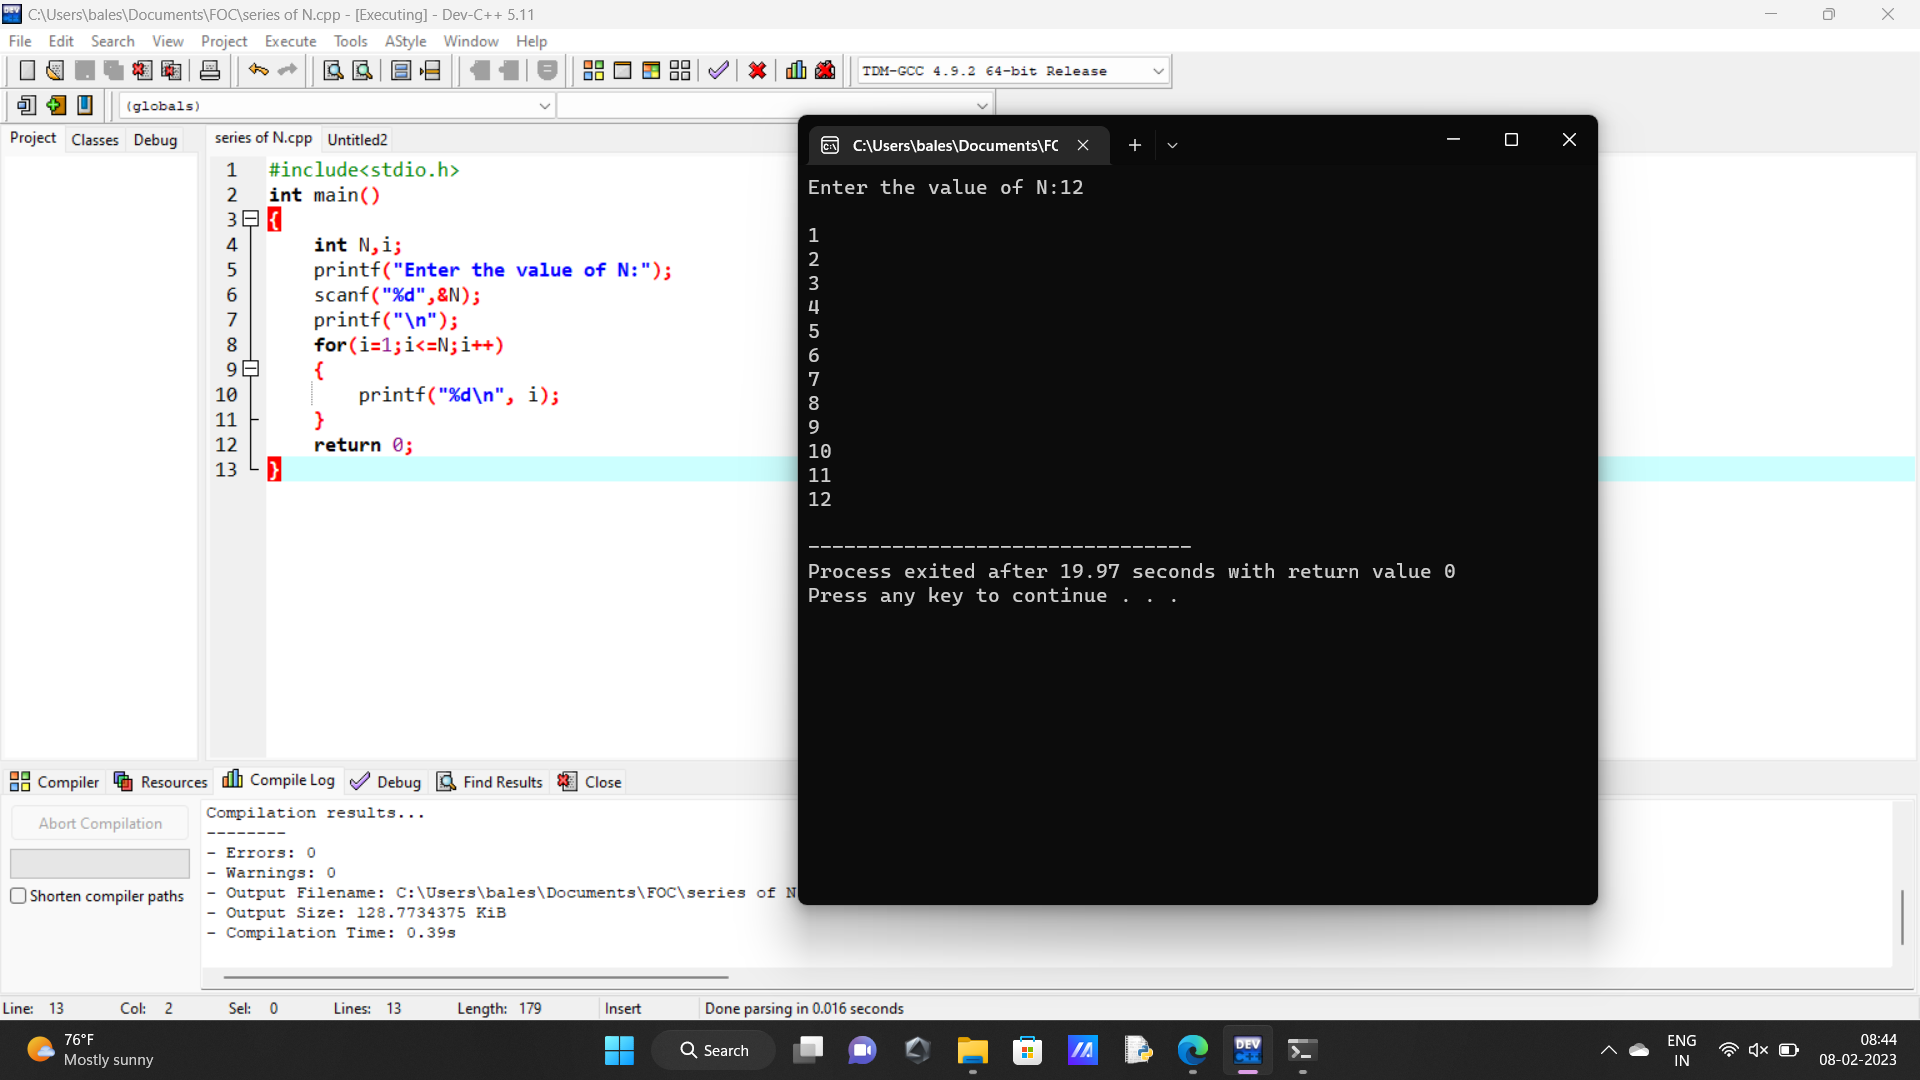 C:\Users\bales\Documents\FOC\series of N.cpp - [Executing] - Dev-C++ 5.11
File Edit Search View Project Execute Tools AStyle Window Help
TDM-GCC 4.9.2 64-bit Release
(globals)
Project Classes Debug
series of N.cpp Untitled2
1 #include<stdio.h>
2 int main()
3 {
4 int N,i;
5 printf("Enter the value of N:");
6 scanf("%d",&N);
7 printf("\n");
8 for(i=1;i<=N;i++)
9 {
10 printf("%d\n", i);
11 }
12 return 0;
13 }
C:\Users\bales\Documents\FC
Enter the value of N:12
1
2
3
4
5
6
7
8
9
10
11
12
--------------------------------
Process exited after 19.97 seconds with return value 0
Press any key to continue . . .
Compiler Resources Compile Log Debug Find Results Close
Abort Compilation
Shorten compiler paths
Compilation results...
--------
- Errors: 0
- Warnings: 0
- Output Filename: C:\Users\bales\Documents\FOC\series of N
- Output Size: 128.7734375 KiB
- Compilation Time: 0.39s
Line: 13 Col: 2 Sel: 0 Lines: 13 Length: 179 Insert Done parsing in 0.016 seconds
76°F
Mostly sunny
Search
DEV
C++
ENG
IN
08:44
08-02-2023